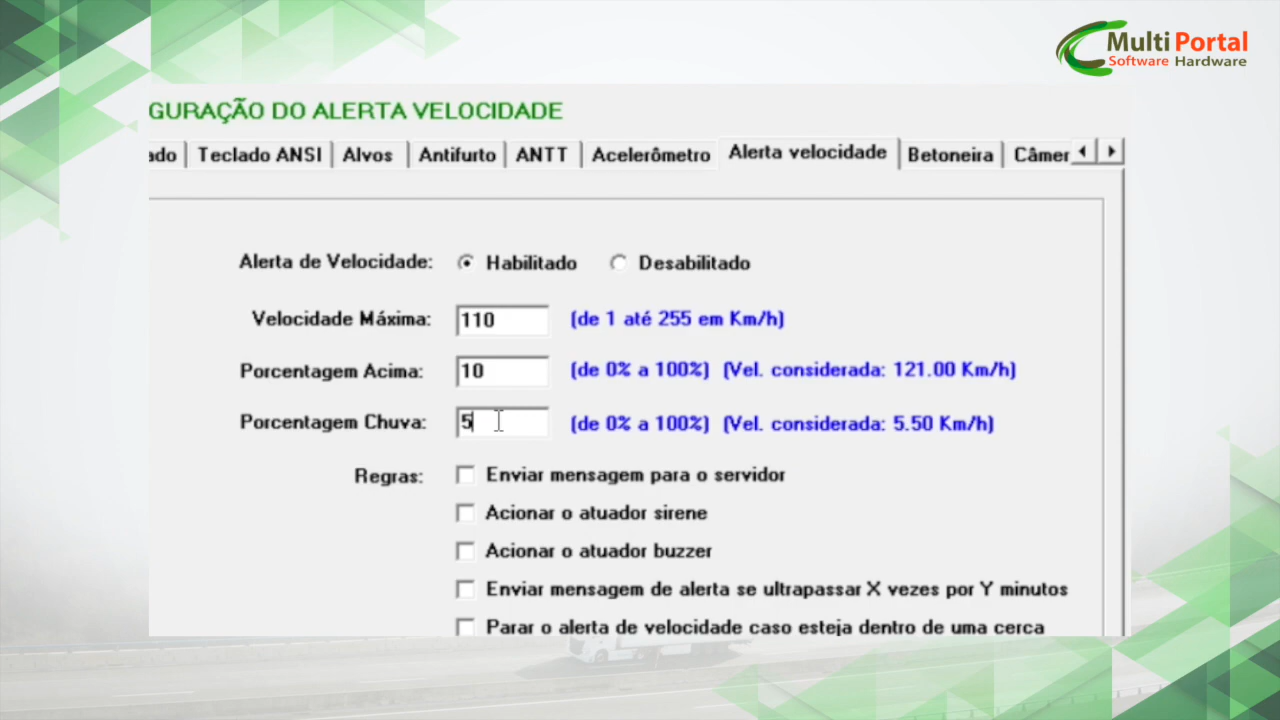 Multi Portal
Software Hardware
GURAÇÃO DO ALERTA VELOCIDADE
ado Teclado ANSI Alvos Antifurto ANTT Acelerômetro Alerta velocidade Betoneira Câmer
Alerta de Velocidade: Habilitado Desabilitado
Velocidade Máxima: 110 (de 1 até 255 em Km/h)
Porcentagem Acima: 10 (de 0% a 100%) (Vel. considerada: 121.00 Km/h)
Porcentagem Chuva: 5 (de 0% a 100%) (Vel. considerada: 5.50 Km/h)
Regras: Enviar mensagem para o servidor
Acionar o atuador sirene
Acionar o atuador buzzer
Enviar mensagem de alerta se ultrapassar X vezes por Y minutos
Parar o alerta de velocidade caso esteja dentro de uma cerca